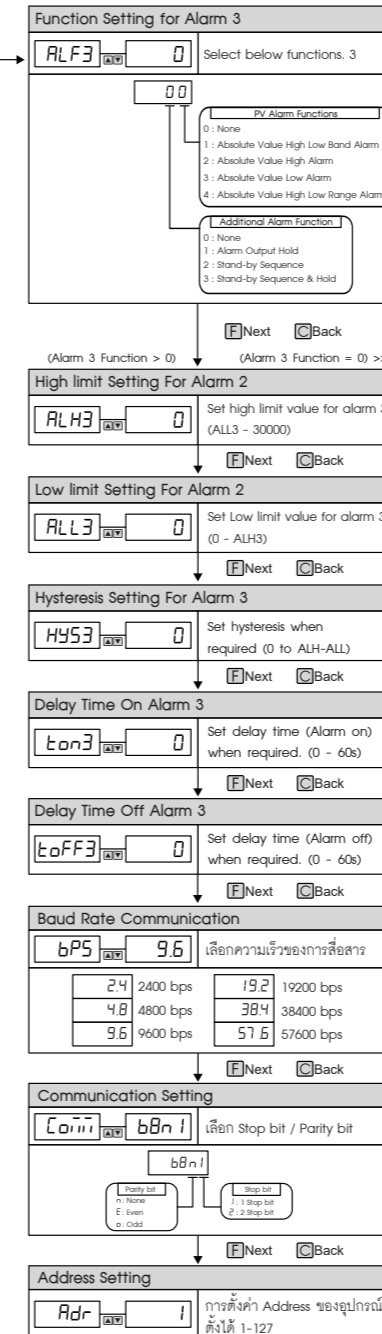 Function Setting for Alarm 3
ALF3 0 Select below functions. 3
00
PV Alarm Functions
0 : None
1 : Absolute Value High Low Band Alarm
2 : Absolute Value High Alarm
3 : Absolute Value Low Alarm
4 : Absolute Value High Low Range Alarm
Additional Alarm Function
0 : None
1 : Alarm Output Hold
2 : Stand-by Sequence
3 : Stand-by Sequence & Hold
F Next C Back
(Alarm 3 Function > 0) (Alarm 3 Function = 0) >>
High limit Setting For Alarm 2
ALH3 0 Set high limit value for alarm 3
(ALL3 - 30000)
F Next C Back
Low limit Setting For Alarm 2
ALL3 0 Set Low limit value for alarm 3
(0 - ALH3)
F Next C Back
Hysteresis Setting For Alarm 3
HYS3 0 Set hysteresis when
required (0 to ALH-ALL)
F Next C Back
Delay Time On Alarm 3
ton3 0 Set delay time (Alarm on)
when required. (0 - 60s)
F Next C Back
Delay Time Off Alarm 3
toFF3 0 Set delay time (Alarm off)
when required. (0 - 60s)
F Next C Back
Baud Rate Communication
bPS 9.6 เลือกความเร็วของการสื่อสาร
2.4 2400 bps 19.2 19200 bps
4.8 4800 bps 38.4 38400 bps
9.6 9600 bps 57.6 57600 bps
F Next C Back
Communication Setting
Comm b8n1 เลือก Stop bit / Parity bit
b8n1
Parity bit Stop bit
n : None 1 : 1 Stop bit
E : Even 2 : 2 Stop bit
o : Odd
F Next C Back
Address Setting
Adr 1 การตั้งค่า Address ของอุปกรณ์
ตั้งได้ 1-127